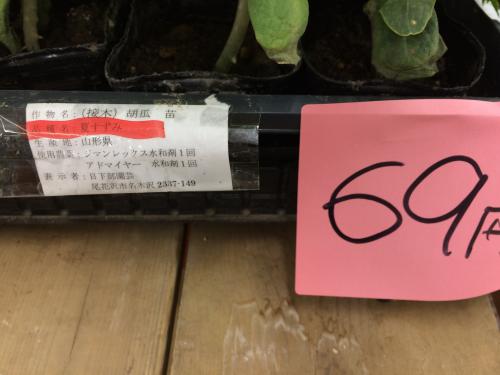 作物名：（接木）胡瓜 苗
品種名：夏すずみ
生産地：山形県
使用農薬：ジマンレックス水和剤1回
アドマイヤー 水和剤1回
表示者：日下部園芸
尾花沢市名木沢 2337-149
69円